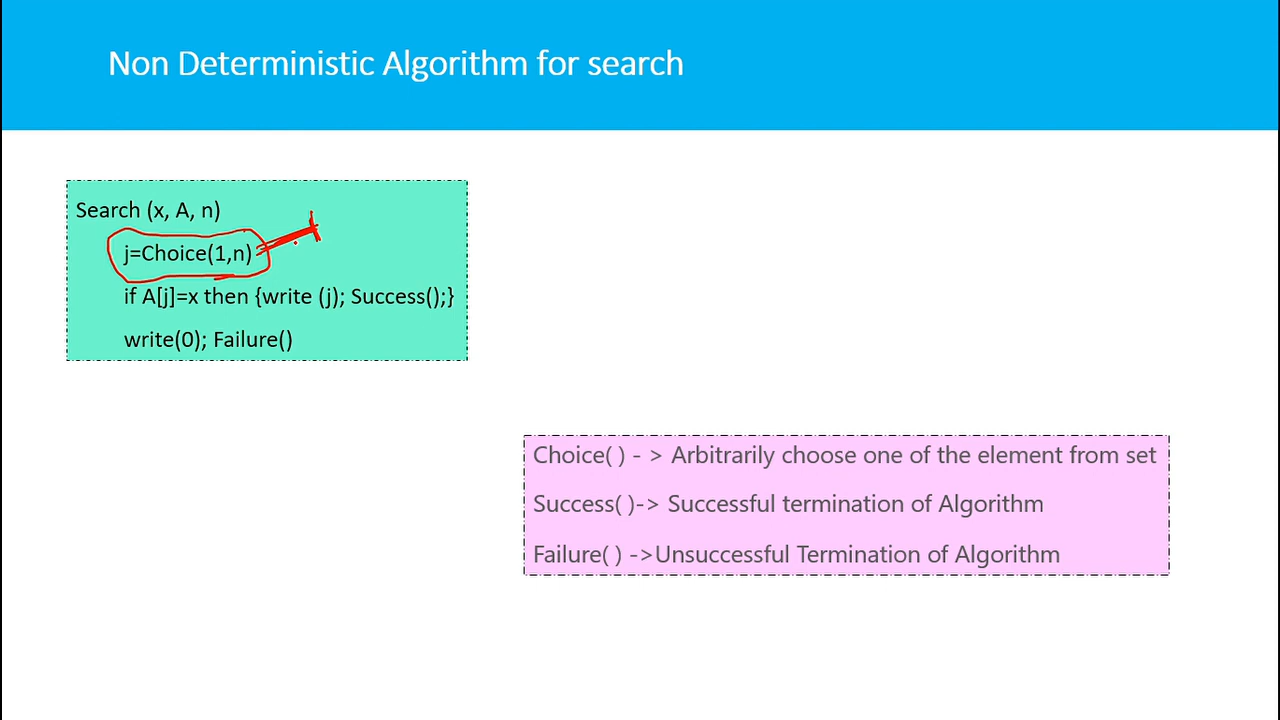 Non Deterministic Algorithm for search
Search (x, A, n)
j=Choice(1,n)
if A[j]=x then {write (j); Success();}
write(0); Failure()
Choice( ) - > Arbitrarily choose one of the element from set
Success( )-> Successful termination of Algorithm
Failure( ) ->Unsuccessful Termination of Algorithm